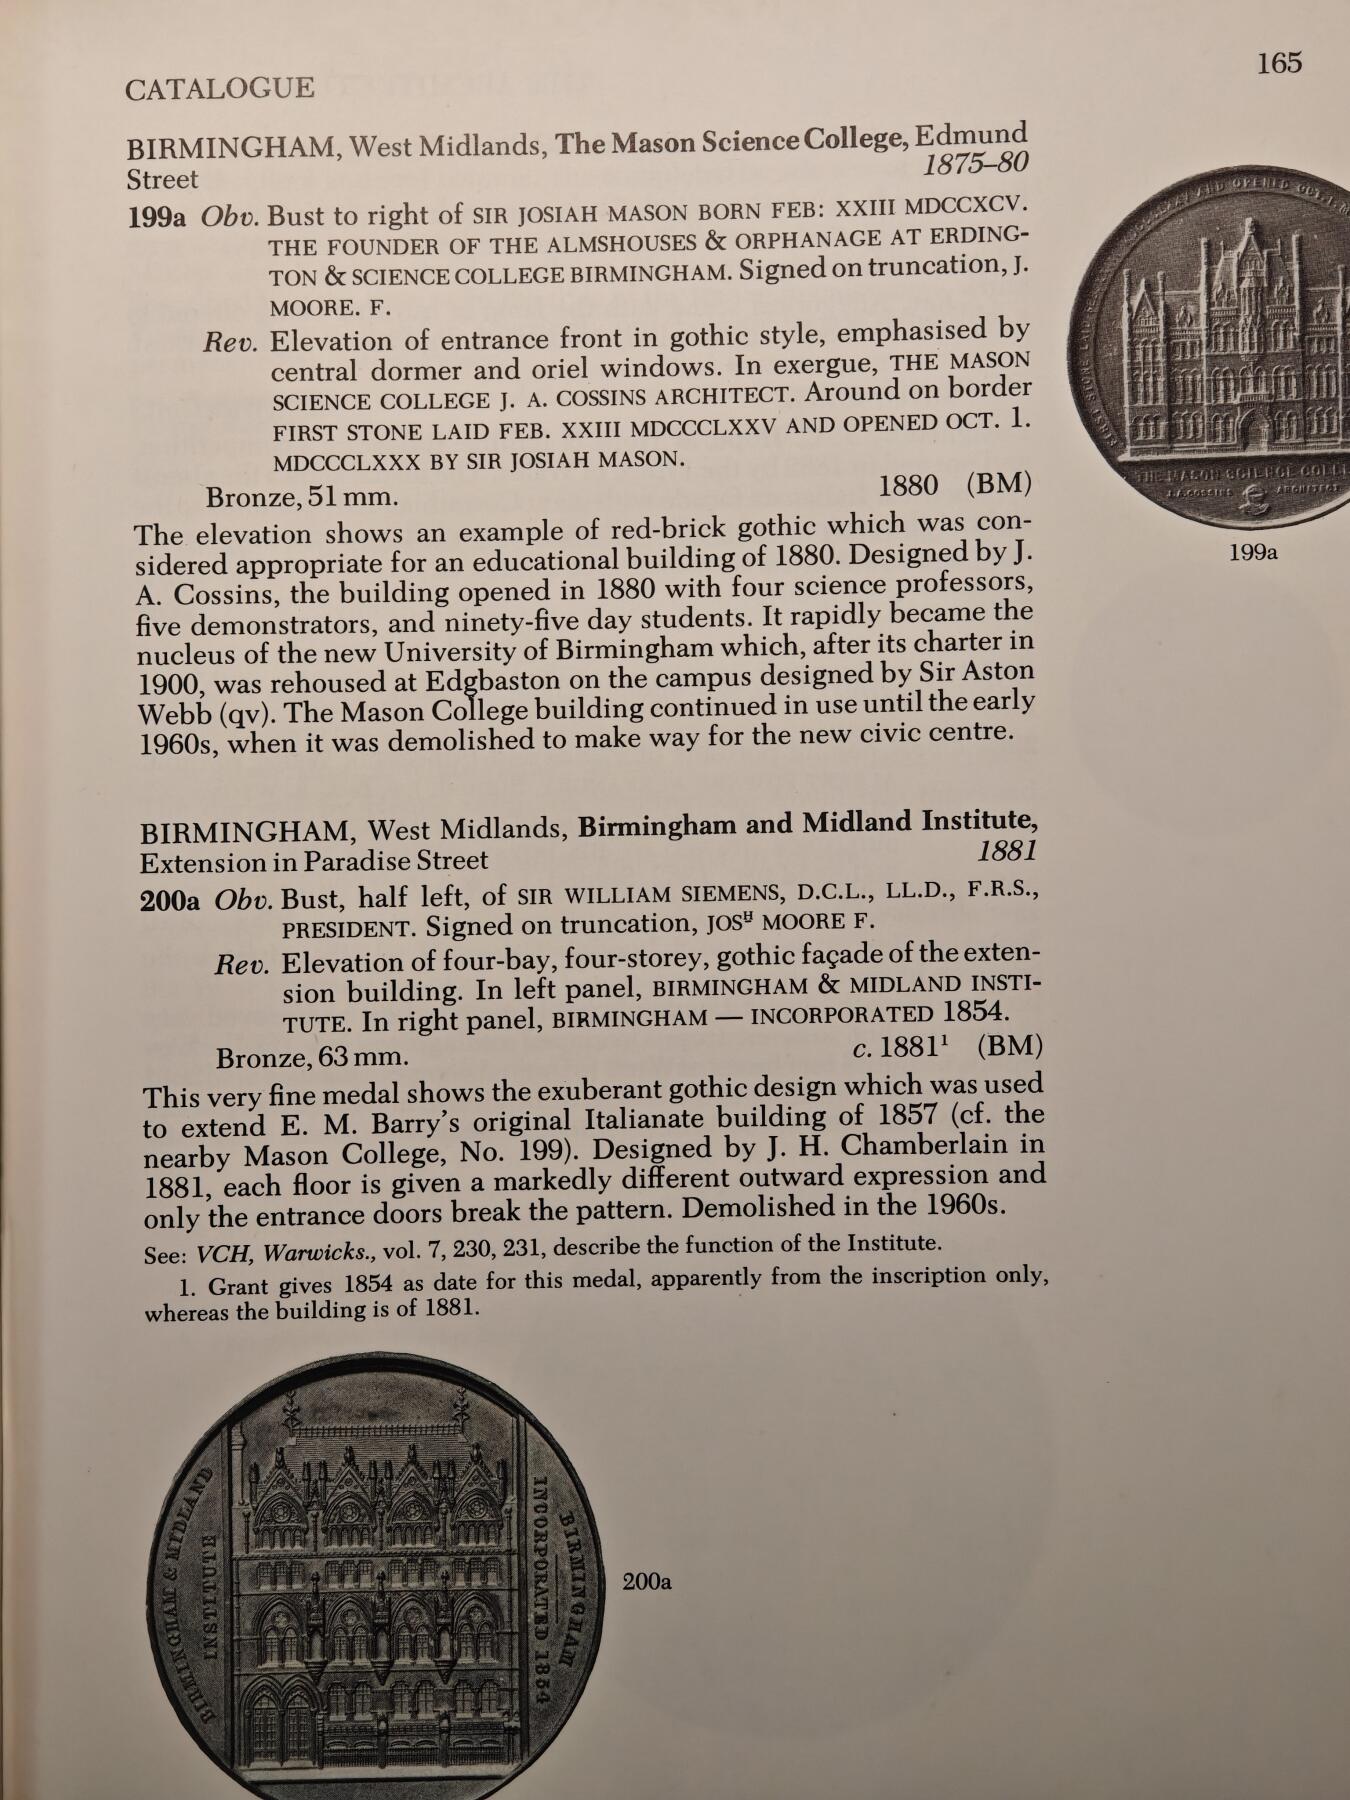 165
CATALOGUE
BIRMINGHAM, West Midlands, The Mason Science College, Edmund
Street 1875–80
199a Obv. Bust to right of SIR JOSIAH MASON BORN FEB: XXIII MDCCXCV.
THE FOUNDER OF THE ALMSHOUSES & ORPHANAGE AT ERDING-
TON & SCIENCE COLLEGE BIRMINGHAM. Signed on truncation, J.
MOORE. F.
Rev. Elevation of entrance front in gothic style, emphasised by
central dormer and oriel windows. In exergue, THE MASON
SCIENCE COLLEGE J. A. COSSINS ARCHITECT. Around on border
FIRST STONE LAID FEB. XXIII MDCCCLXXV AND OPENED OCT. 1.
MDCCCLXXX BY SIR JOSIAH MASON.
Bronze, 51 mm. 1880 (BM)
The elevation shows an example of red-brick gothic which was con-
sidered appropriate for an educational building of 1880. Designed by J.
A. Cossins, the building opened in 1880 with four science professors,
five demonstrators, and ninety-five day students. It rapidly became the
nucleus of the new University of Birmingham which, after its charter in
1900, was rehoused at Edgbaston on the campus designed by Sir Aston
Webb (qv). The Mason College building continued in use until the early
1960s, when it was demolished to make way for the new civic centre.
AND OPENED OCT. 1.
FIRST STONE LAID
THE MASON SCIENCE COLLE
J.A. COSSINS ARCHITECT
199a
BIRMINGHAM, West Midlands, Birmingham and Midland Institute,
Extension in Paradise Street 1881
200a Obv. Bust, half left, of SIR WILLIAM SIEMENS, D.C.L., LL.D., F.R.S.,
PRESIDENT. Signed on truncation, JOSᴴ MOORE F.
Rev. Elevation of four-bay, four-storey, gothic façade of the exten-
sion building. In left panel, BIRMINGHAM & MIDLAND INSTI-
TUTE. In right panel, BIRMINGHAM — INCORPORATED 1854.
Bronze, 63 mm. c. 1881¹ (BM)
This very fine medal shows the exuberant gothic design which was used
to extend E. M. Barry's original Italianate building of 1857 (cf. the
nearby Mason College, No. 199). Designed by J. H. Chamberlain in
1881, each floor is given a markedly different outward expression and
only the entrance doors break the pattern. Demolished in the 1960s.
See: VCH, Warwicks., vol. 7, 230, 231, describe the function of the Institute.
1. Grant gives 1854 as date for this medal, apparently from the inscription only,
whereas the building is of 1881.
BIRMINGHAM & MIDLAND
INSTITUTE
BIRMINGHAM
INCORPORATED 1854
200a